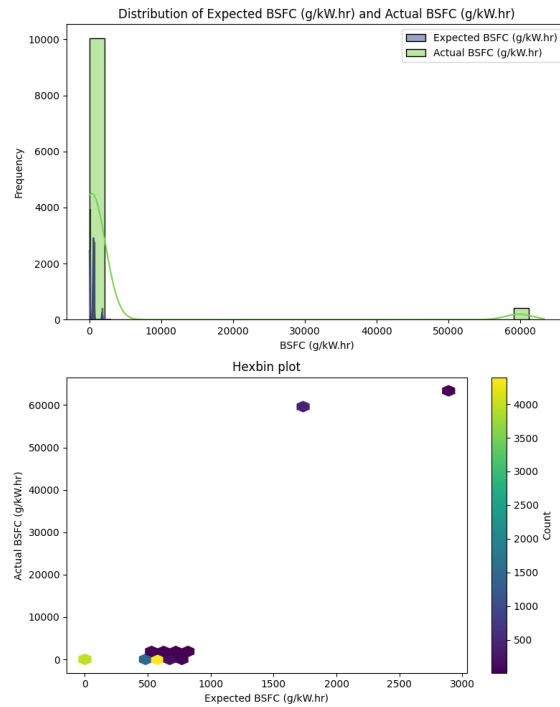 Distribution of Expected BSFC (g/kW.hr) and Actual BSFC (g/kW.hr)
Expected BSFC (g/kW.hr)
Actual BSFC (g/kW.hr)
Frequency
10000
8000
6000
4000
2000
0
0 10000 20000 30000 40000 50000 60000
BSFC (g/kW.hr)
Hexbin plot
Actual BSFC (g/kW.hr)
60000
50000
40000
30000
20000
10000
0
0 500 1000 1500 2000 2500 3000
Expected BSFC (g/kW.hr)
4000
3500
3000
2500
2000
1500
1000
500
Count